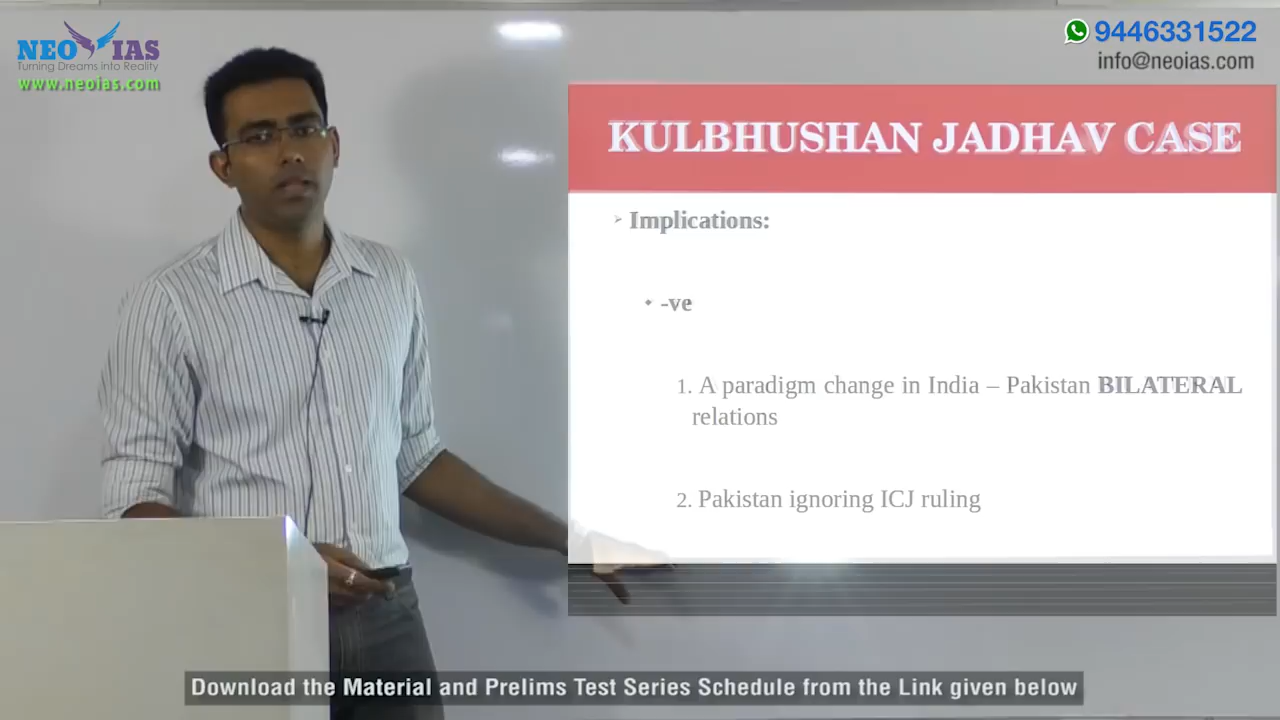 NEO IAS
Turning Dreams into Reality
www.neoias.com
9446331522
info@neoias.com
KULBHUSHAN JADHAV CASE
➢ Implications:
• -ve
1. A paradigm change in India – Pakistan BILATERAL
relations
2. Pakistan ignoring ICJ ruling
Download the Material and Prelims Test Series Schedule from the Link given below